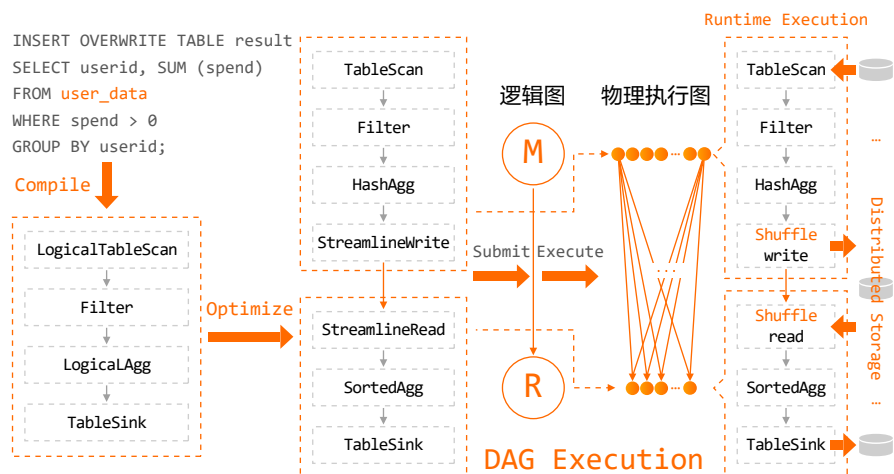 INSERT OVERWRITE TABLE result
SELECT userid, SUM (spend)
FROM user_data
WHERE spend > 0
GROUP BY userid;
Compile
LogicalTableScan
Filter
LogicaLAgg
TableSink
Optimize
TableScan
Filter
HashAgg
StreamlineWrite
StreamlineRead
SortedAgg
TableSink
Submit
Execute
逻辑图
M
R
物理执行图
...
...
...
DAG Execution
Runtime Execution
TableScan
Filter
HashAgg
Shuffle
write
Shuffle
read
SortedAgg
TableSink
...
Distributed Storage
...